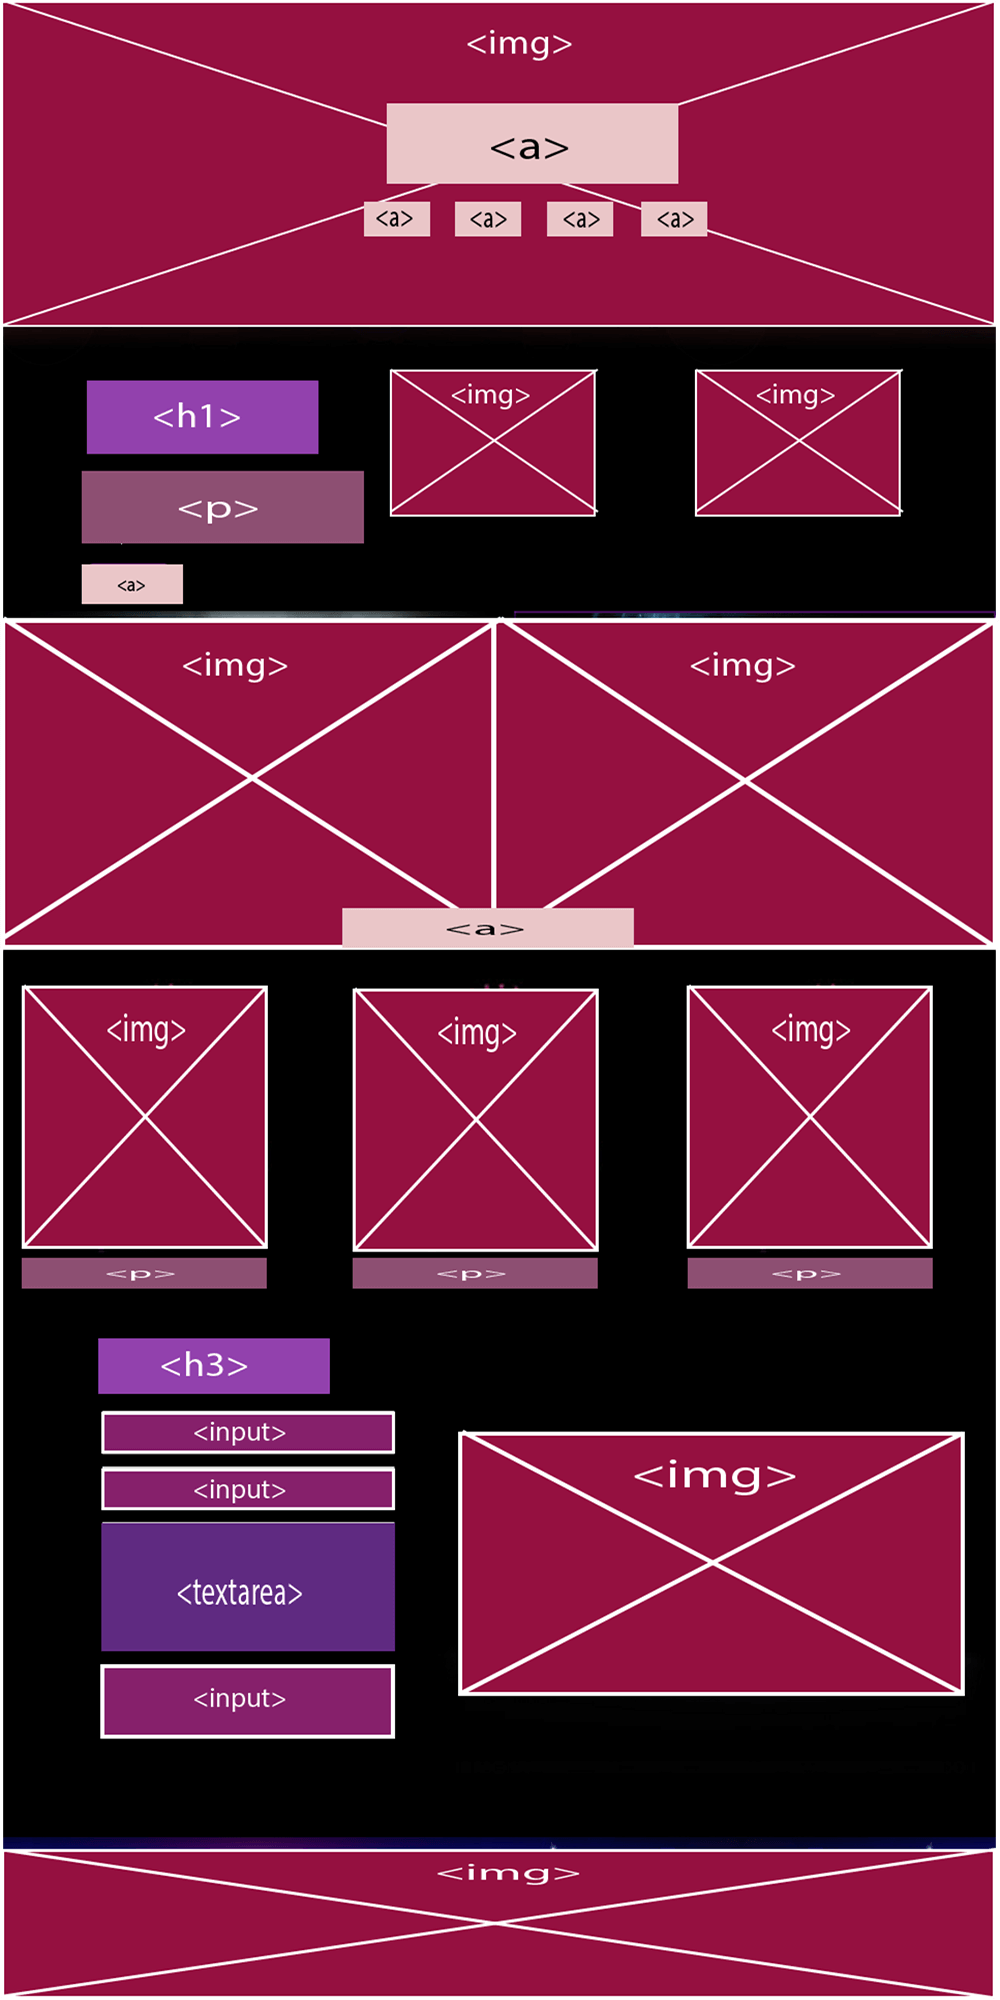 <img>
<a>
<a> <a> <a> <a>
<h1>
<img> <img>
<p>
<a>
<img> <img>
<a>
<img> <img> <img>
<p> <p> <p>
<h3>
<input>
<input>
<textarea>
<input>
<img>
<img>